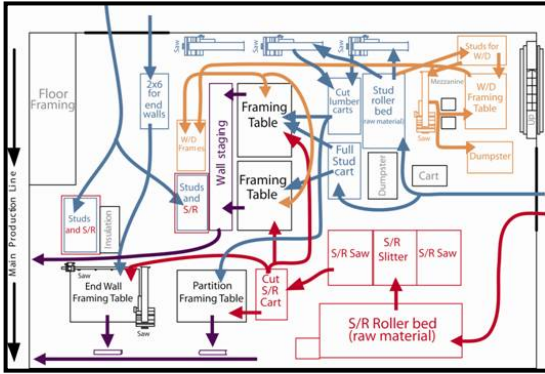 Main Production Line
Floor
Framing
2x6
for
end
walls
Saw
Saw
Saw
Studs for
W/D
Mezzanine
W/D
Framing
Table
UP
Saw
Dumpster
W/D Frames
Studs
and S/R
Wall staging
Framing
Table
Framing
Table
Cut
lumber
carts
Stud
roller
bed
(raw material)
Full
Stud
cart
Dumpster
Cart
Studs
and S/R
Insulation
Saw
End Wall
Framing Table
Saw
Partition
Framing Table
Cut
S/R
Cart
S/R Saw
S/R
Slitter
S/R Saw
S/R Roller bed
(raw material)